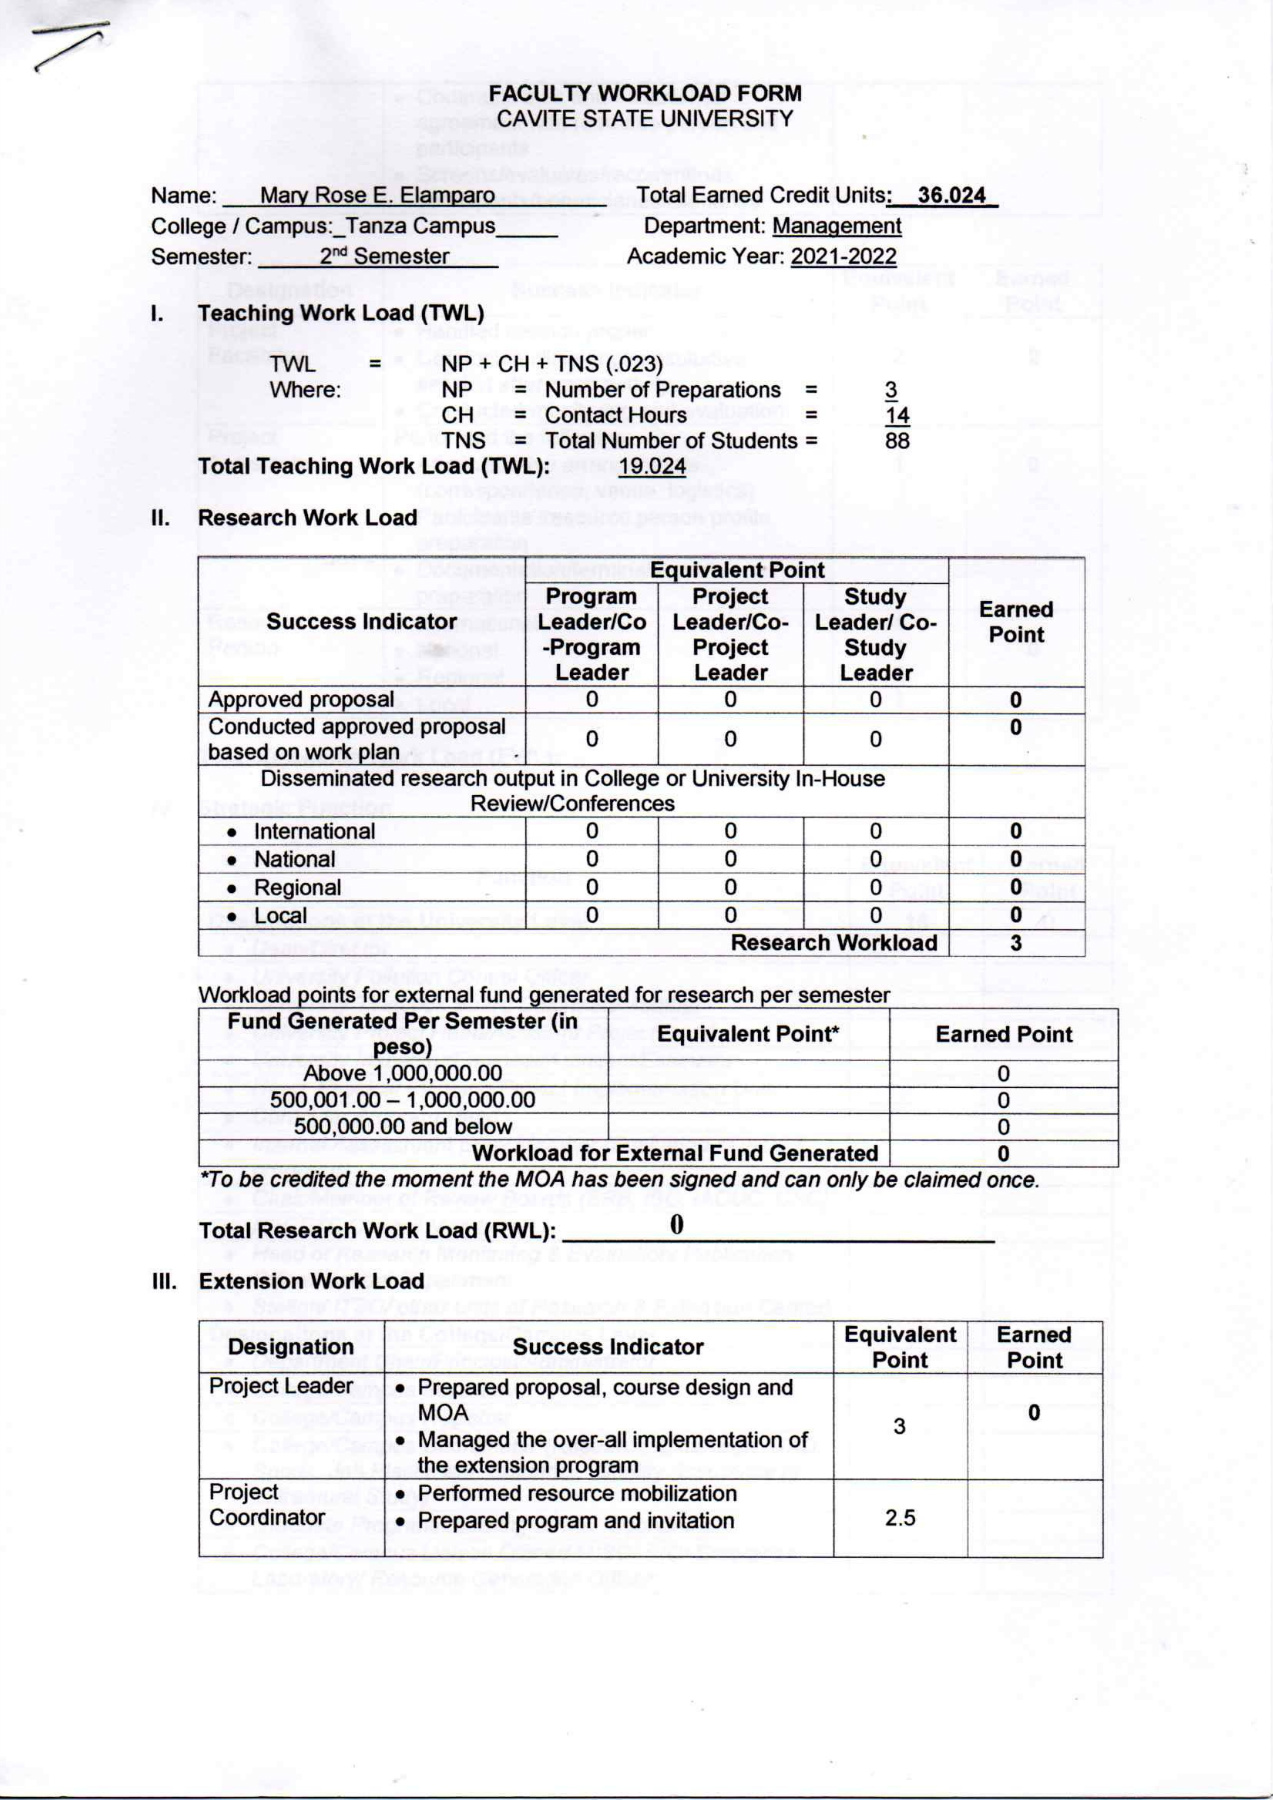 FACULTY WORKLOAD FORM
CAVITE STATE UNIVERSITY
Name: Mary Rose E. Elamparo Total Earned Credit Units: 36.024
College / Campus: Tanza Campus Department: Management
Semester: 2nd Semester Academic Year: 2021-2022
I. Teaching Work Load (TWL)
TWL = NP + CH + TNS (.023)
Where: NP = Number of Preparations = 3
CH = Contact Hours = 14
TNS = Total Number of Students = 88
Total Teaching Work Load (TWL): 19.024
II. Research Work Load
Success Indicator
Equivalent Point
Program Leader/Co
-Program
Leader
Project
Leader/Co-
Project
Leader
Study
Leader/ Co-
Study
Leader
Earned
Point
Approved proposal 0 0 0 0
Conducted approved proposal
based on work plan 0 0 0 0
Disseminated research output in College or University In-House
Review/Conferences
• International 0 0 0 0
• National 0 0 0 0
• Regional 0 0 0 0
• Local 0 0 0 0
Research Workload 3
Workload points for external fund generated for research per semester
Fund Generated Per Semester (in
peso)
Equivalent Point*
Earned Point
Above 1,000,000.00 0
500,001.00 – 1,000,000.00 0
500,000.00 and below 0
Workload for External Fund Generated 0
*To be credited the moment the MOA has been signed and can only be claimed once.
Total Research Work Load (RWL): 0
III. Extension Work Load
Designation
Success Indicator
Equivalent
Point
Earned
Point
Project Leader
• Prepared proposal, course design and
MOA
• Managed the over-all implementation of
the extension program
3
0
Project
Coordinator
• Performed resource mobilization
• Prepared program and invitation
2.5